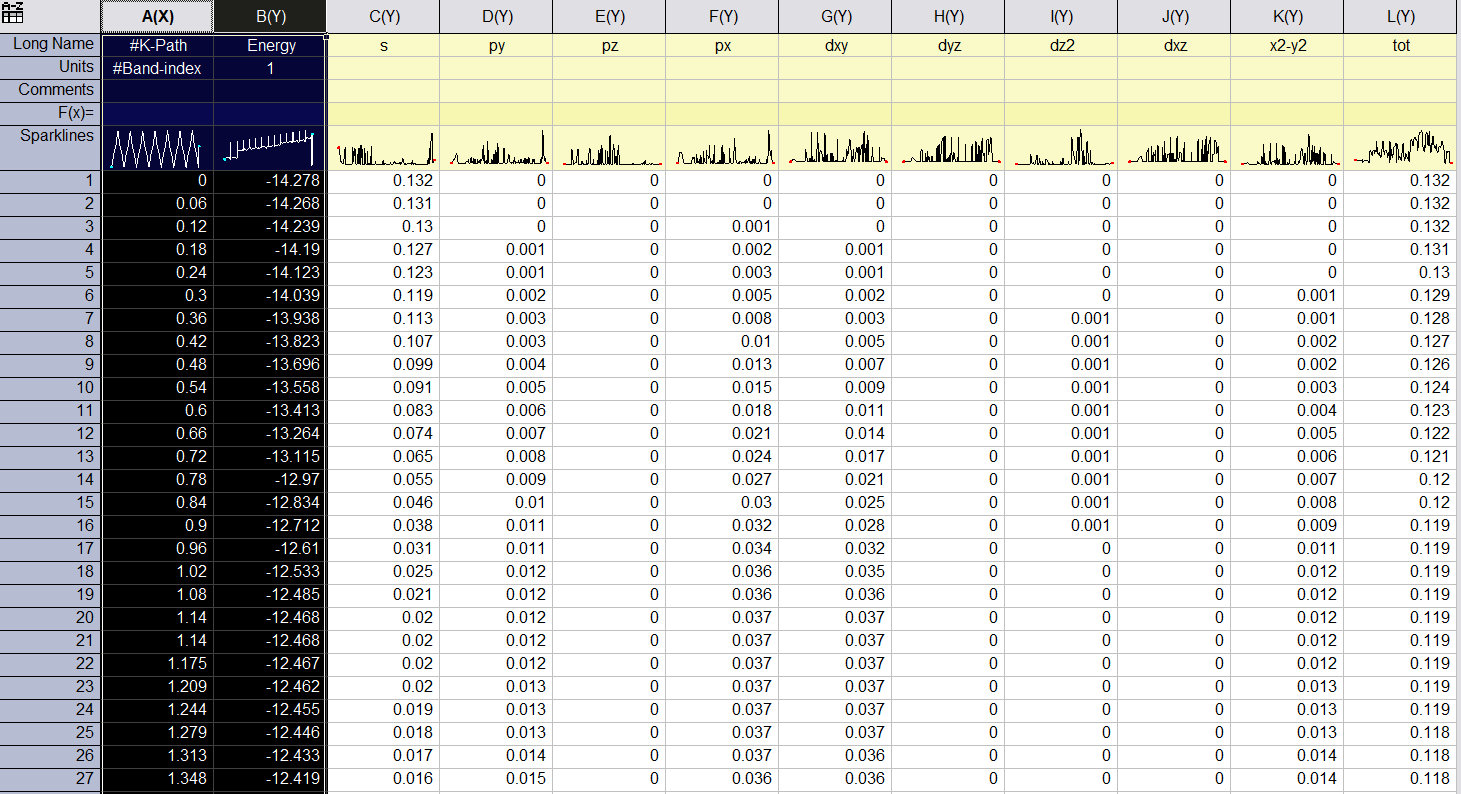 A-Z A(X) B(Y) C(Y) D(Y) E(Y) F(Y) G(Y) H(Y) I(Y) J(Y) K(Y) L(Y)
Long Name #K-Path Energy s py pz px dxy dyz dz2 dxz x2-y2 tot
Units #Band-index 1
Comments
F(x)=
Sparklines
1 0 -14.278 0.132 0 0 0 0 0 0 0 0 0.132
2 0.06 -14.268 0.131 0 0 0 0 0 0 0 0 0.132
3 0.12 -14.239 0.13 0 0 0.001 0 0 0 0 0 0.132
4 0.18 -14.19 0.127 0.001 0 0.002 0.001 0 0 0 0 0.131
5 0.24 -14.123 0.123 0.001 0 0.003 0.001 0 0 0 0 0.13
6 0.3 -14.039 0.119 0.002 0 0.005 0.002 0 0 0 0.001 0.129
7 0.36 -13.938 0.113 0.003 0 0.008 0.003 0 0.001 0 0.001 0.128
8 0.42 -13.823 0.107 0.003 0 0.01 0.005 0 0.001 0 0.002 0.127
9 0.48 -13.696 0.099 0.004 0 0.013 0.007 0 0.001 0 0.002 0.126
10 0.54 -13.558 0.091 0.005 0 0.015 0.009 0 0.001 0 0.003 0.124
11 0.6 -13.413 0.083 0.006 0 0.018 0.011 0 0.001 0 0.004 0.123
12 0.66 -13.264 0.074 0.007 0 0.021 0.014 0 0.001 0 0.005 0.122
13 0.72 -13.115 0.065 0.008 0 0.024 0.017 0 0.001 0 0.006 0.121
14 0.78 -12.97 0.055 0.009 0 0.027 0.021 0 0.001 0 0.007 0.12
15 0.84 -12.834 0.046 0.01 0 0.03 0.025 0 0.001 0 0.008 0.12
16 0.9 -12.712 0.038 0.011 0 0.032 0.028 0 0.001 0 0.009 0.119
17 0.96 -12.61 0.031 0.011 0 0.034 0.032 0 0 0 0.011 0.119
18 1.02 -12.533 0.025 0.012 0 0.036 0.035 0 0 0 0.012 0.119
19 1.08 -12.485 0.021 0.012 0 0.036 0.036 0 0 0 0.012 0.119
20 1.14 -12.468 0.02 0.012 0 0.037 0.037 0 0 0 0.012 0.119
21 1.14 -12.468 0.02 0.012 0 0.037 0.037 0 0 0 0.012 0.119
22 1.175 -12.467 0.02 0.012 0 0.037 0.037 0 0 0 0.012 0.119
23 1.209 -12.462 0.02 0.013 0 0.037 0.037 0 0 0 0.013 0.119
24 1.244 -12.455 0.019 0.013 0 0.037 0.037 0 0 0 0.013 0.119
25 1.279 -12.446 0.018 0.013 0 0.037 0.037 0 0 0 0.013 0.118
26 1.313 -12.433 0.017 0.014 0 0.037 0.036 0 0 0 0.014 0.118
27 1.348 -12.419 0.016 0.015 0 0.036 0.036 0 0 0 0.014 0.118